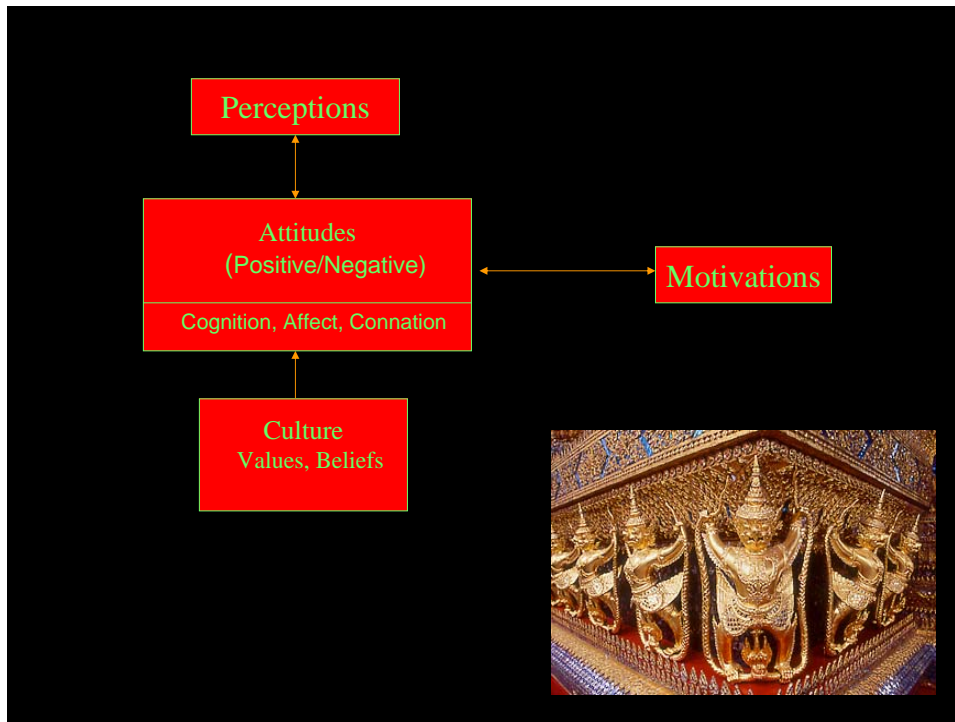 Perceptions
Attitudes
(Positive/Negative)
Motivations
Cognition, Affect, Connation
Culture
Values, Beliefs